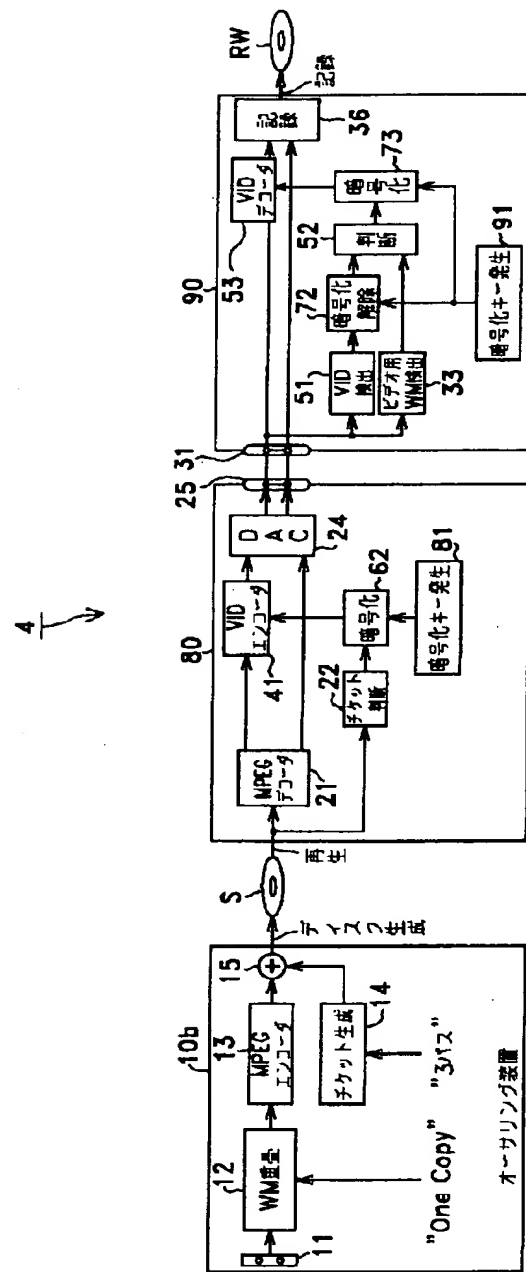 4
10b
11
12
WM重畳
"One Copy"
13
MPEG
エンコーダ
15
チケット生成
14
"3パス"
オーサリング装置
ディスク生成
S
再生
80
MPEG
デコーダ
21
VID
エンコーダ
41
D
A
C
24
22
チケット
判断
62
暗号化
81
暗号化キー発生
25
31
90
51
VID
検出
ビデオ用
WM検出
33
72
暗号化
解除
52
判断
53
VID
デコーダ
73
暗号化
91
暗号化キー発生
記録
36
記録
RW